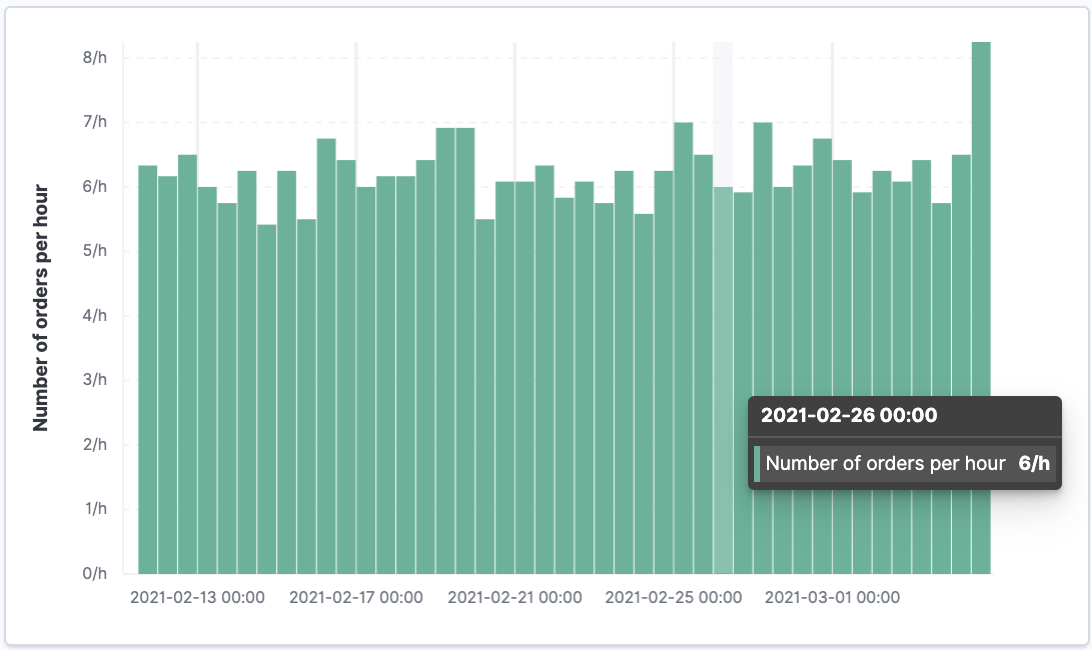 8/h
7/h
6/h
5/h
4/h
3/h
2/h
1/h
0/h
Number of orders per hour
2021-02-26 00:00
Number of orders per hour 6/h
2021-02-13 00:00 2021-02-17 00:00 2021-02-21 00:00 2021-02-25 00:00 2021-03-01 00:00